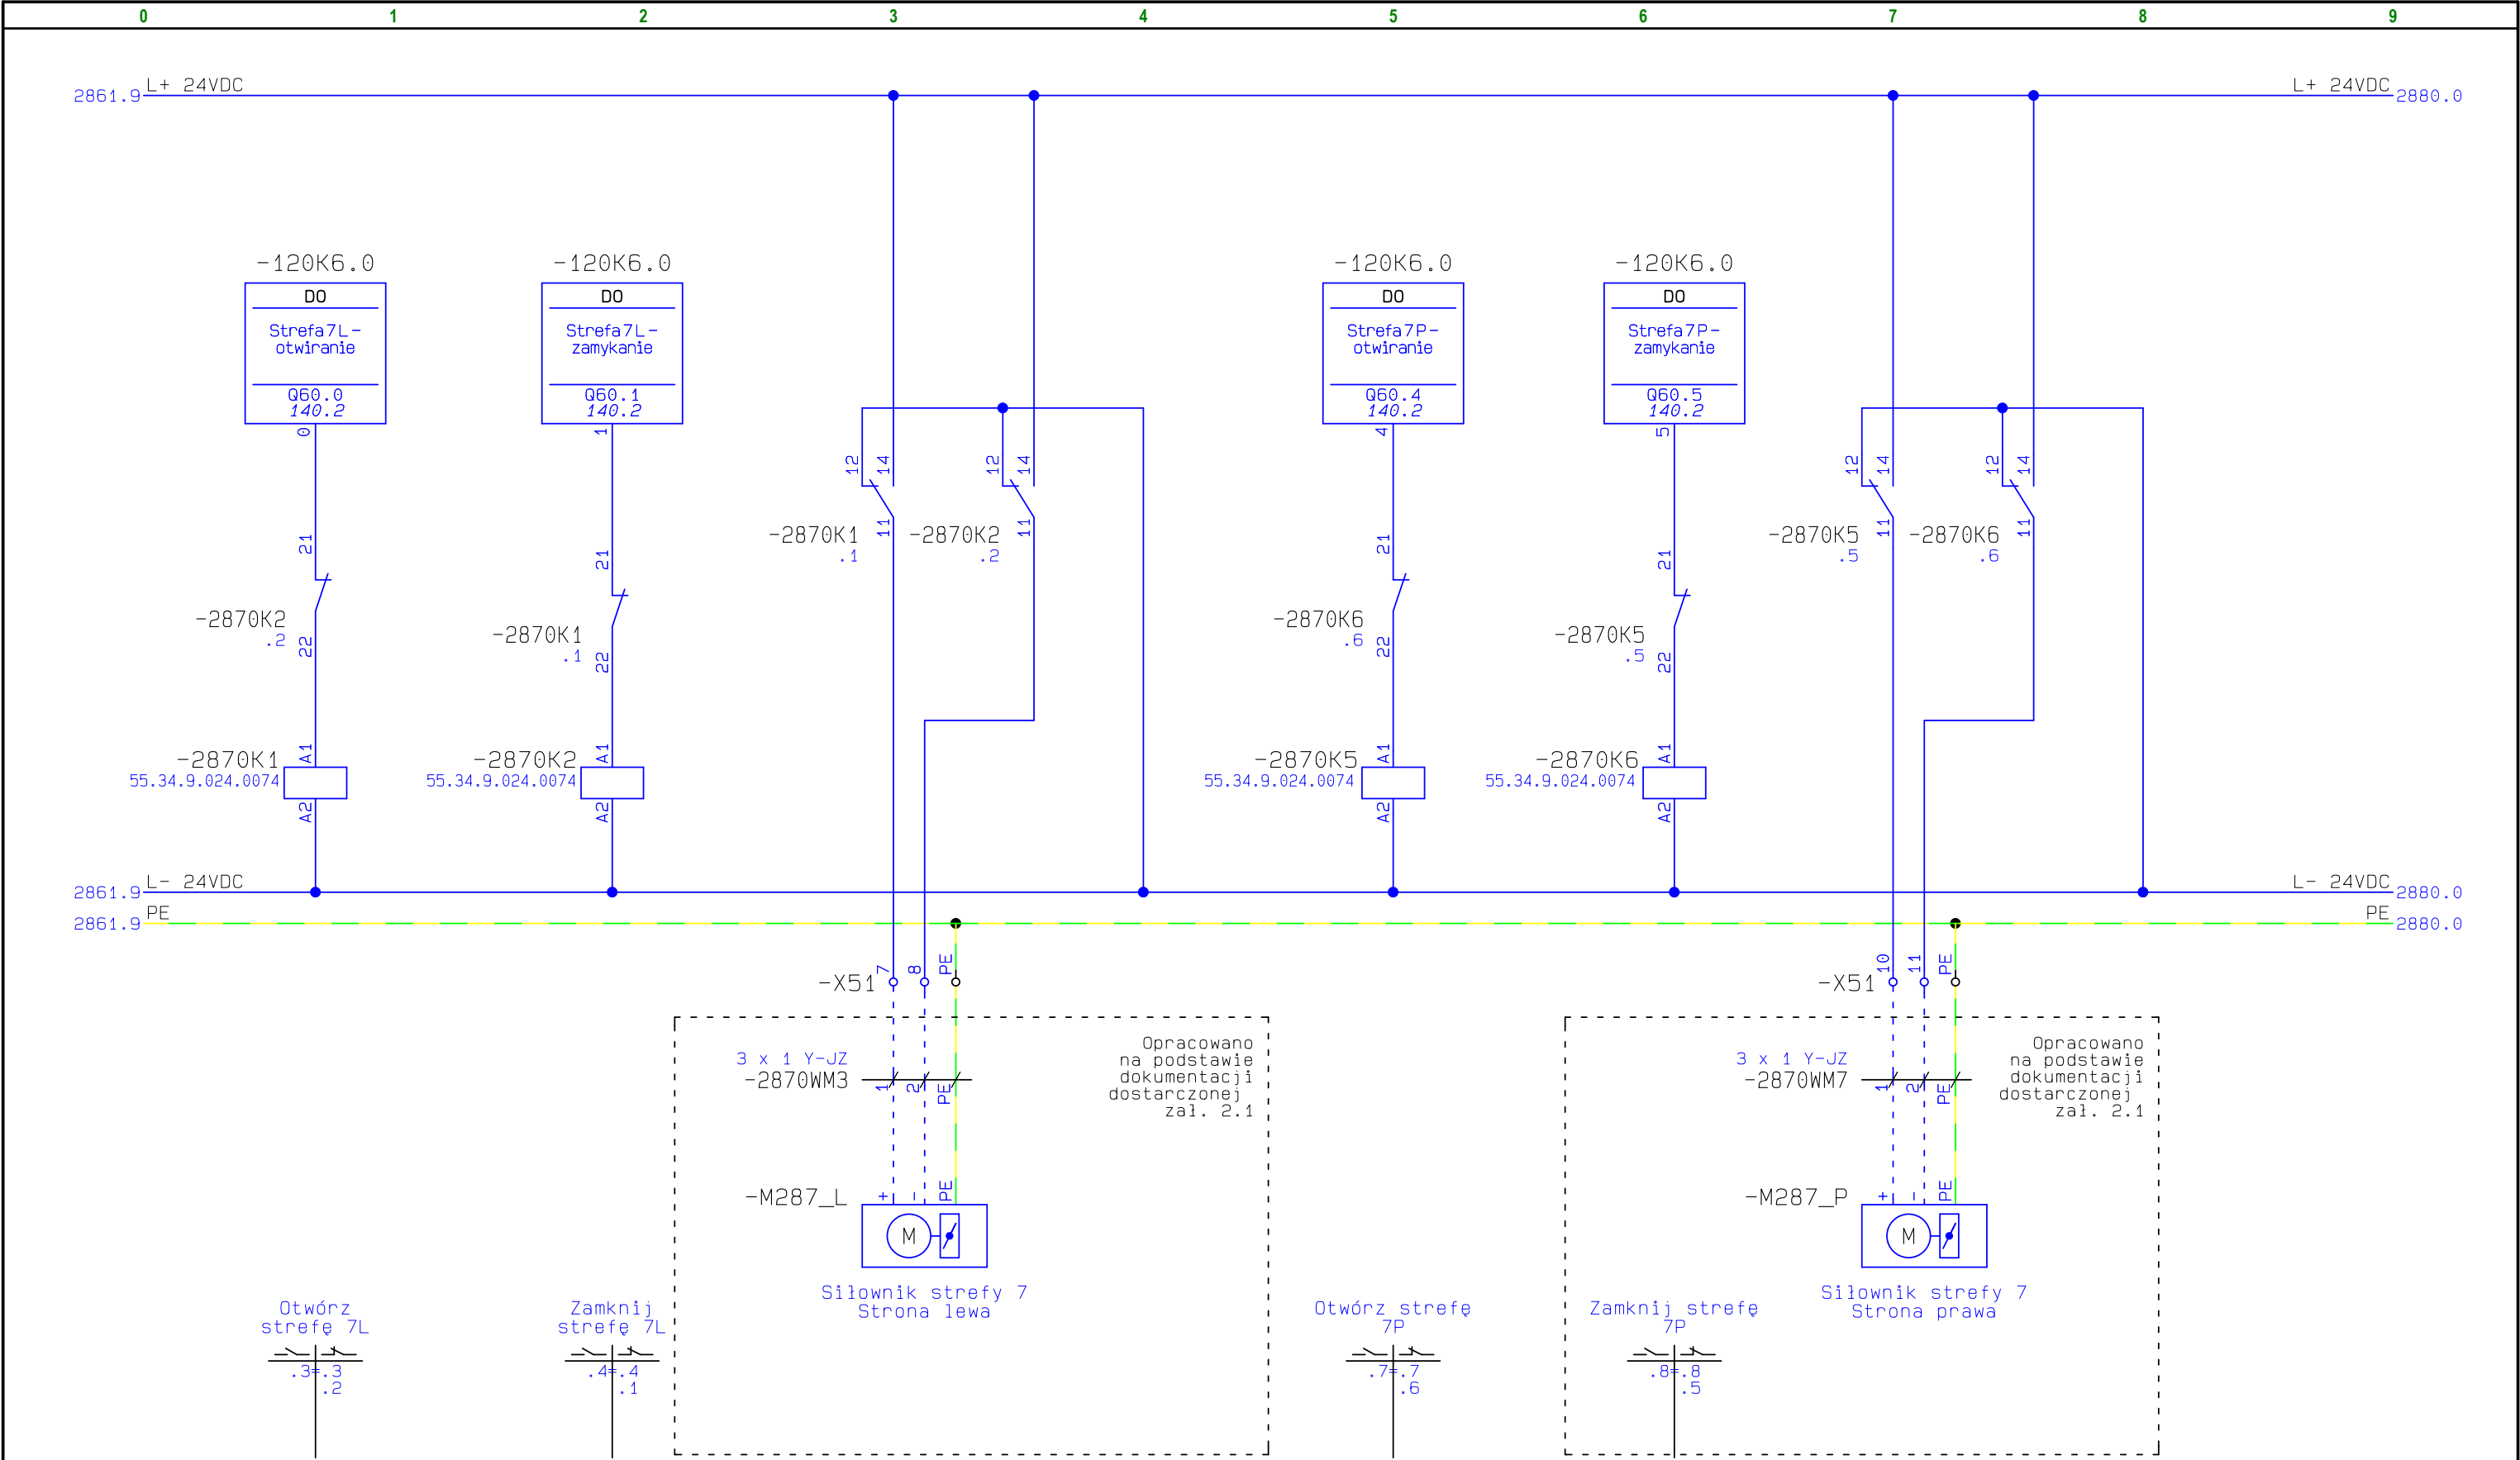 0 1 2 3 4 5 6 7 8 9
L+ 24VDC L+ 24VDC
2861.9 2880.0
-120K6.0 -120K6.0 -120K6.0 -120K6.0
DO DO DO DO
Strefa7L- Strefa7L- Strefa7P- Strefa7P-
otwiranie zamykanie otwiranie zamykanie
Q60.0 Q60.1 Q60.4 Q60.5
140.2 140.2 140.2 140.2
0 1 4 5
12 14 12 14 12 14 12 14
21 21 21 21
-2870K1 11 -2870K2 11 -2870K5 11 -2870K6 11
.1 .2 .5 .6
-2870K2 -2870K1 -2870K6 -2870K5
.2 .1 .6 .5
22 22 22 22
-2870K1 A1 -2870K2 A1 -2870K5 A1 -2870K6 A1
55.34.9.024.0074 55.34.9.024.0074 55.34.9.024.0074 55.34.9.024.0074
A2 A2 A2 A2
L- 24VDC L- 24VDC
2861.9 2880.0
PE PE
2861.9 2880.0
-X51 7 8 PE -X51 10 11 PE
Opracowano
na podstawie
dokumentacji
dostarczonej
zał. 2.1
3 x 1 Y-JZ
-2870WM3 1 2 PE
Opracowano
na podstawie
dokumentacji
dostarczonej
zał. 2.1
3 x 1 Y-JZ
-2870WM7 1 2 PE
-M287_L + - PE
M
Siłownik strefy 7
Strona lewa
-M287_P + - PE
M
Siłownik strefy 7
Strona prawa
Otwórz
strefę 7L
.3 .3
.2
Zamknij
strefę 7L
.4 .4
.1
Otwórz strefę
7P
.7 .7
.6
Zamknij strefę
7P
.8 .8
.5